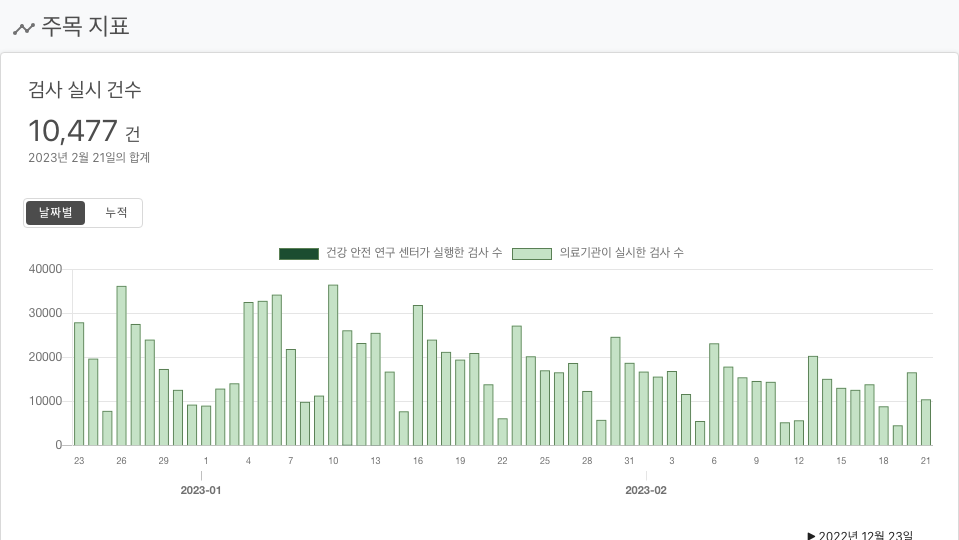 주목 지표
검사 실시 건수
10,477 건
2023년 2월 21일의 합계
날짜별 누적
건강 안전 연구 센터가 실행한 검사 수 의료기관이 실시한 검사 수
40000
30000
20000
10000
0
23 26 29 1 4 7 10 13 16 19 22 25 28 31 3 6 9 12 15 18 21
2023-01 2023-02
▶ 2022년 12월 23일